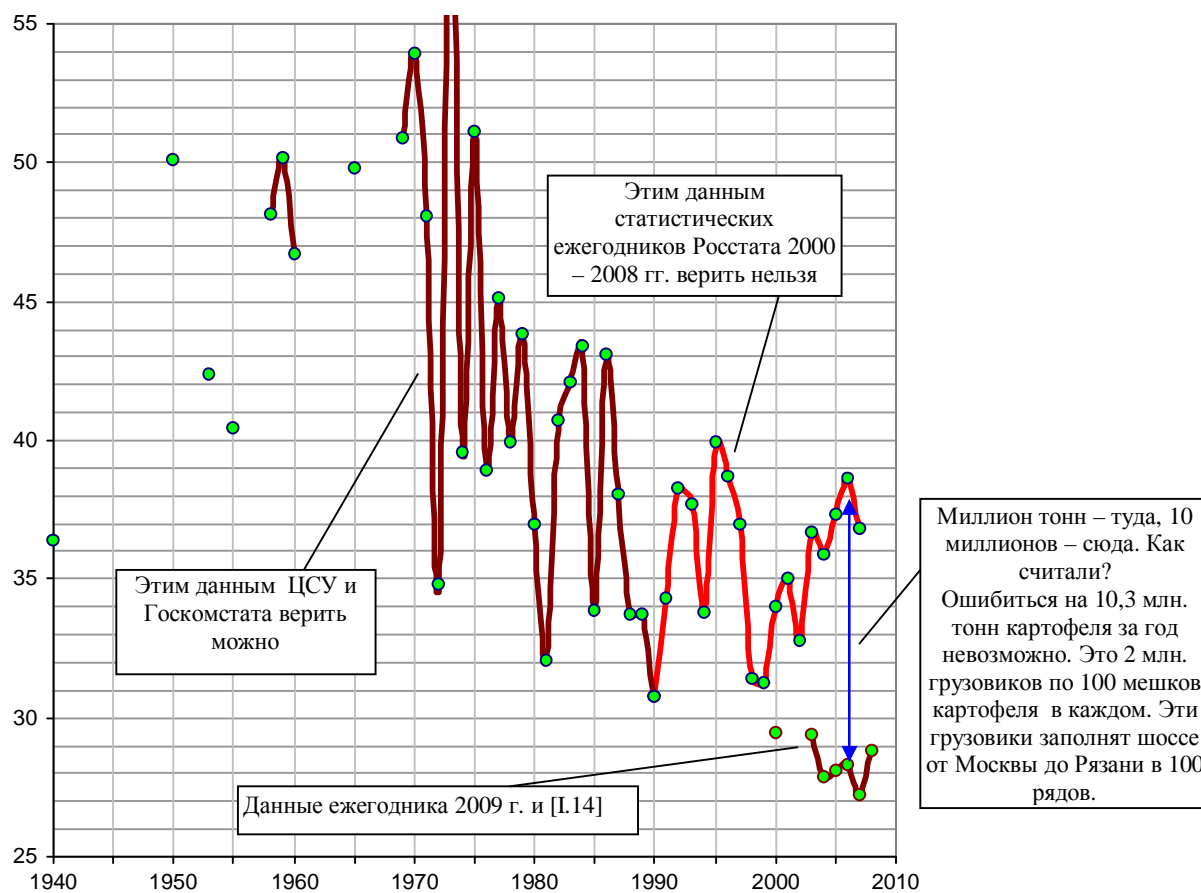 55
50
45
40
35
30
25
1940
1950
1960
1970
1980
1990
2000
2010
Этим данным
статистических
ежегодников Росстата 2000
– 2008 гг. верить нельзя
Этим данным ЦСУ и
Госкомстата верить
можно
Данные ежегодника 2009 г. и [I.14]
Миллион тонн – туда, 10
миллионов – сюда. Как
считали?
Ошибиться на 10,3 млн.
тонн картофеля за год
невозможно. Это 2 млн.
грузовиков по 100 мешков
картофеля в каждом. Эти
грузовики заполнят шоссе
от Москвы до Рязани в 100
рядов.